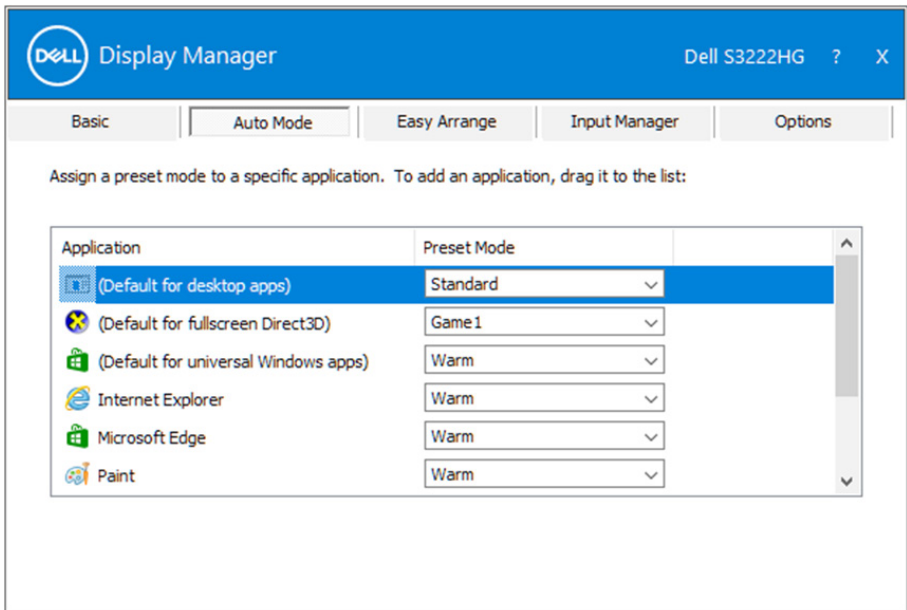 DELL Display Manager Dell S3222HG ? X
Basic Auto Mode Easy Arrange Input Manager Options
Assign a preset mode to a specific application. To add an application, drag it to the list:
Application Preset Mode
(Default for desktop apps) Standard
(Default for fullscreen Direct3D) Game1
(Default for universal Windows apps) Warm
Internet Explorer Warm
Microsoft Edge Warm
Paint Warm